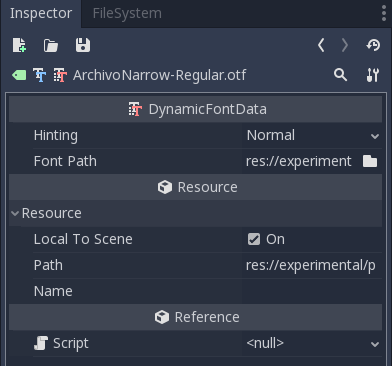 Inspector FileSystem
ArchivoNarrow-Regular.otf
DynamicFontData
Hinting Normal
Font Path res://experiment
Resource
Resource
Local To Scene On
Path res://experimental/p
Name
Reference
Script <null>